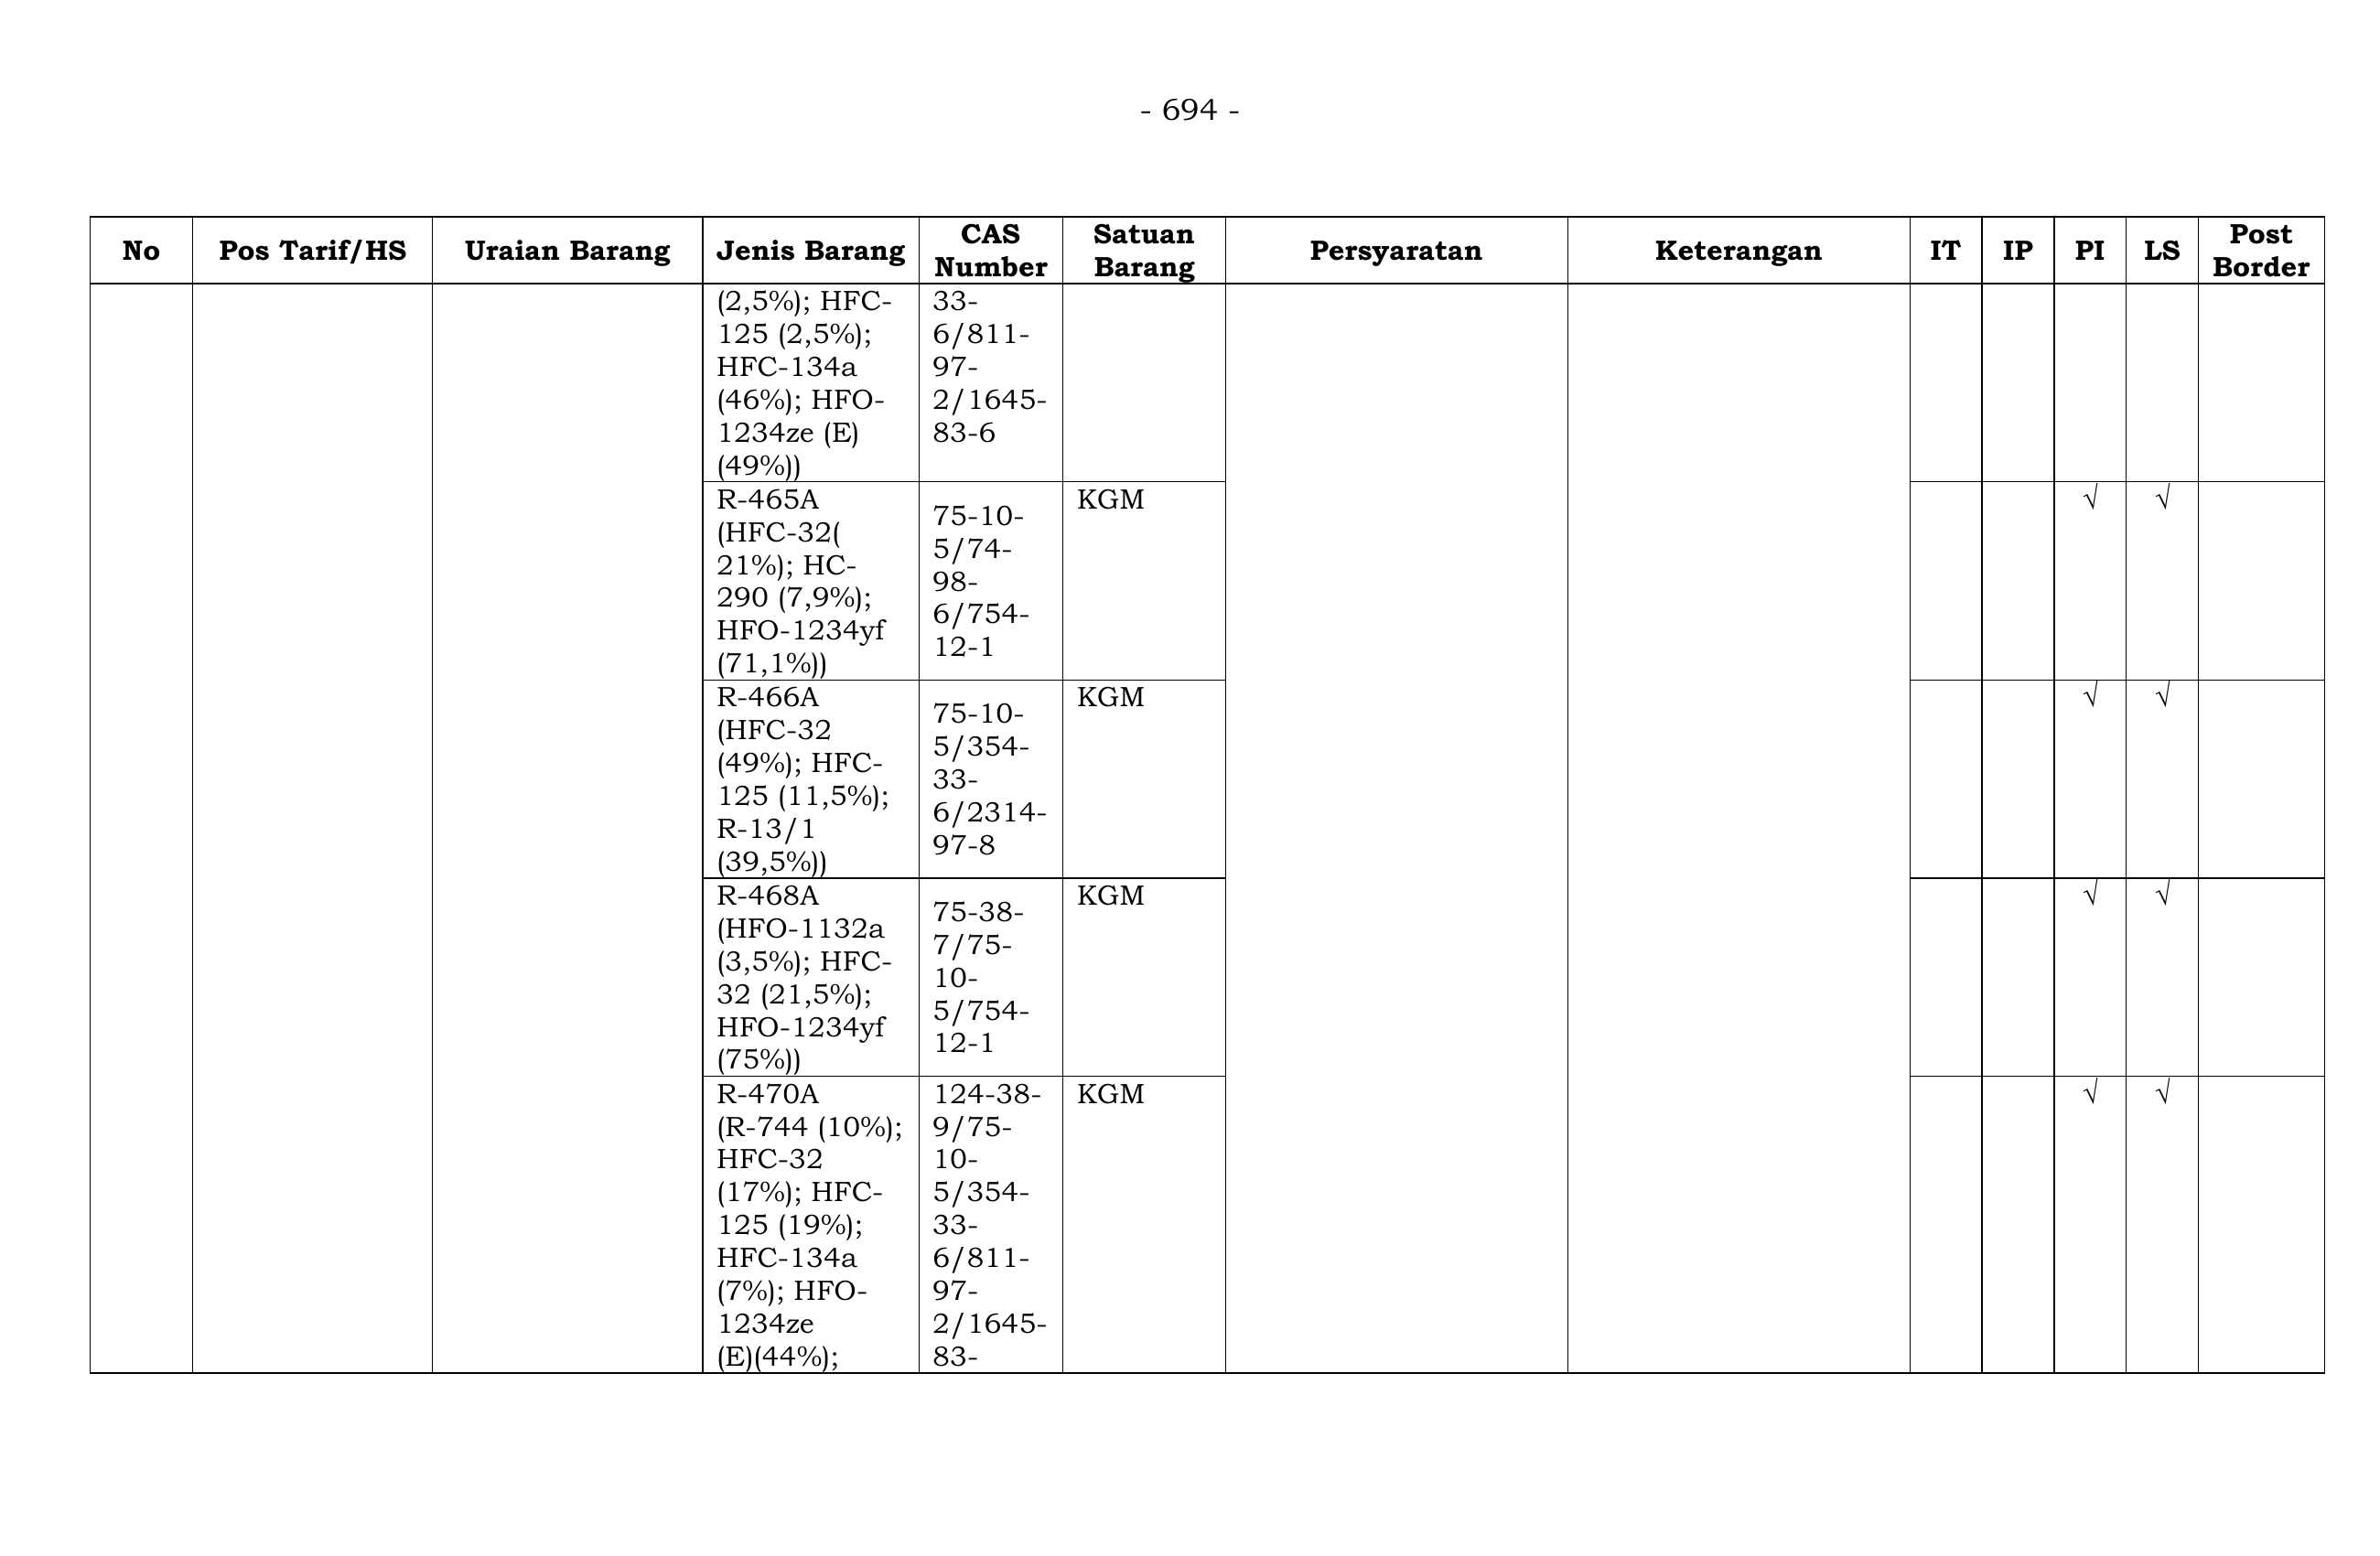 - 694 -
No Pos Tarif/HS Uraian Barang Jenis Barang CAS Number Satuan Barang Persyaratan Keterangan IT IP PI LS Post Border
(2,5%); HFC-
125 (2,5%);
HFC-134a
(46%); HFO-
1234ze (E)
(49%))
33-
6/811-
97-
2/1645-
83-6
R-465A
(HFC-32(
21%); HC-
290 (7,9%);
HFO-1234yf
(71,1%))
75-10-
5/74-
98-
6/754-
12-1
KGM
√
√
R-466A
(HFC-32
(49%); HFC-
125 (11,5%);
R-13/1
(39,5%))
75-10-
5/354-
33-
6/2314-
97-8
KGM
√
√
R-468A
(HFO-1132a
(3,5%); HFC-
32 (21,5%);
HFO-1234yf
(75%))
75-38-
7/75-
10-
5/754-
12-1
KGM
√
√
R-470A
(R-744 (10%);
HFC-32
(17%); HFC-
125 (19%);
HFC-134a
(7%); HFO-
1234ze
(E)(44%);
124-38-
9/75-
10-
5/354-
33-
6/811-
97-
2/1645-
83-
KGM
√
√